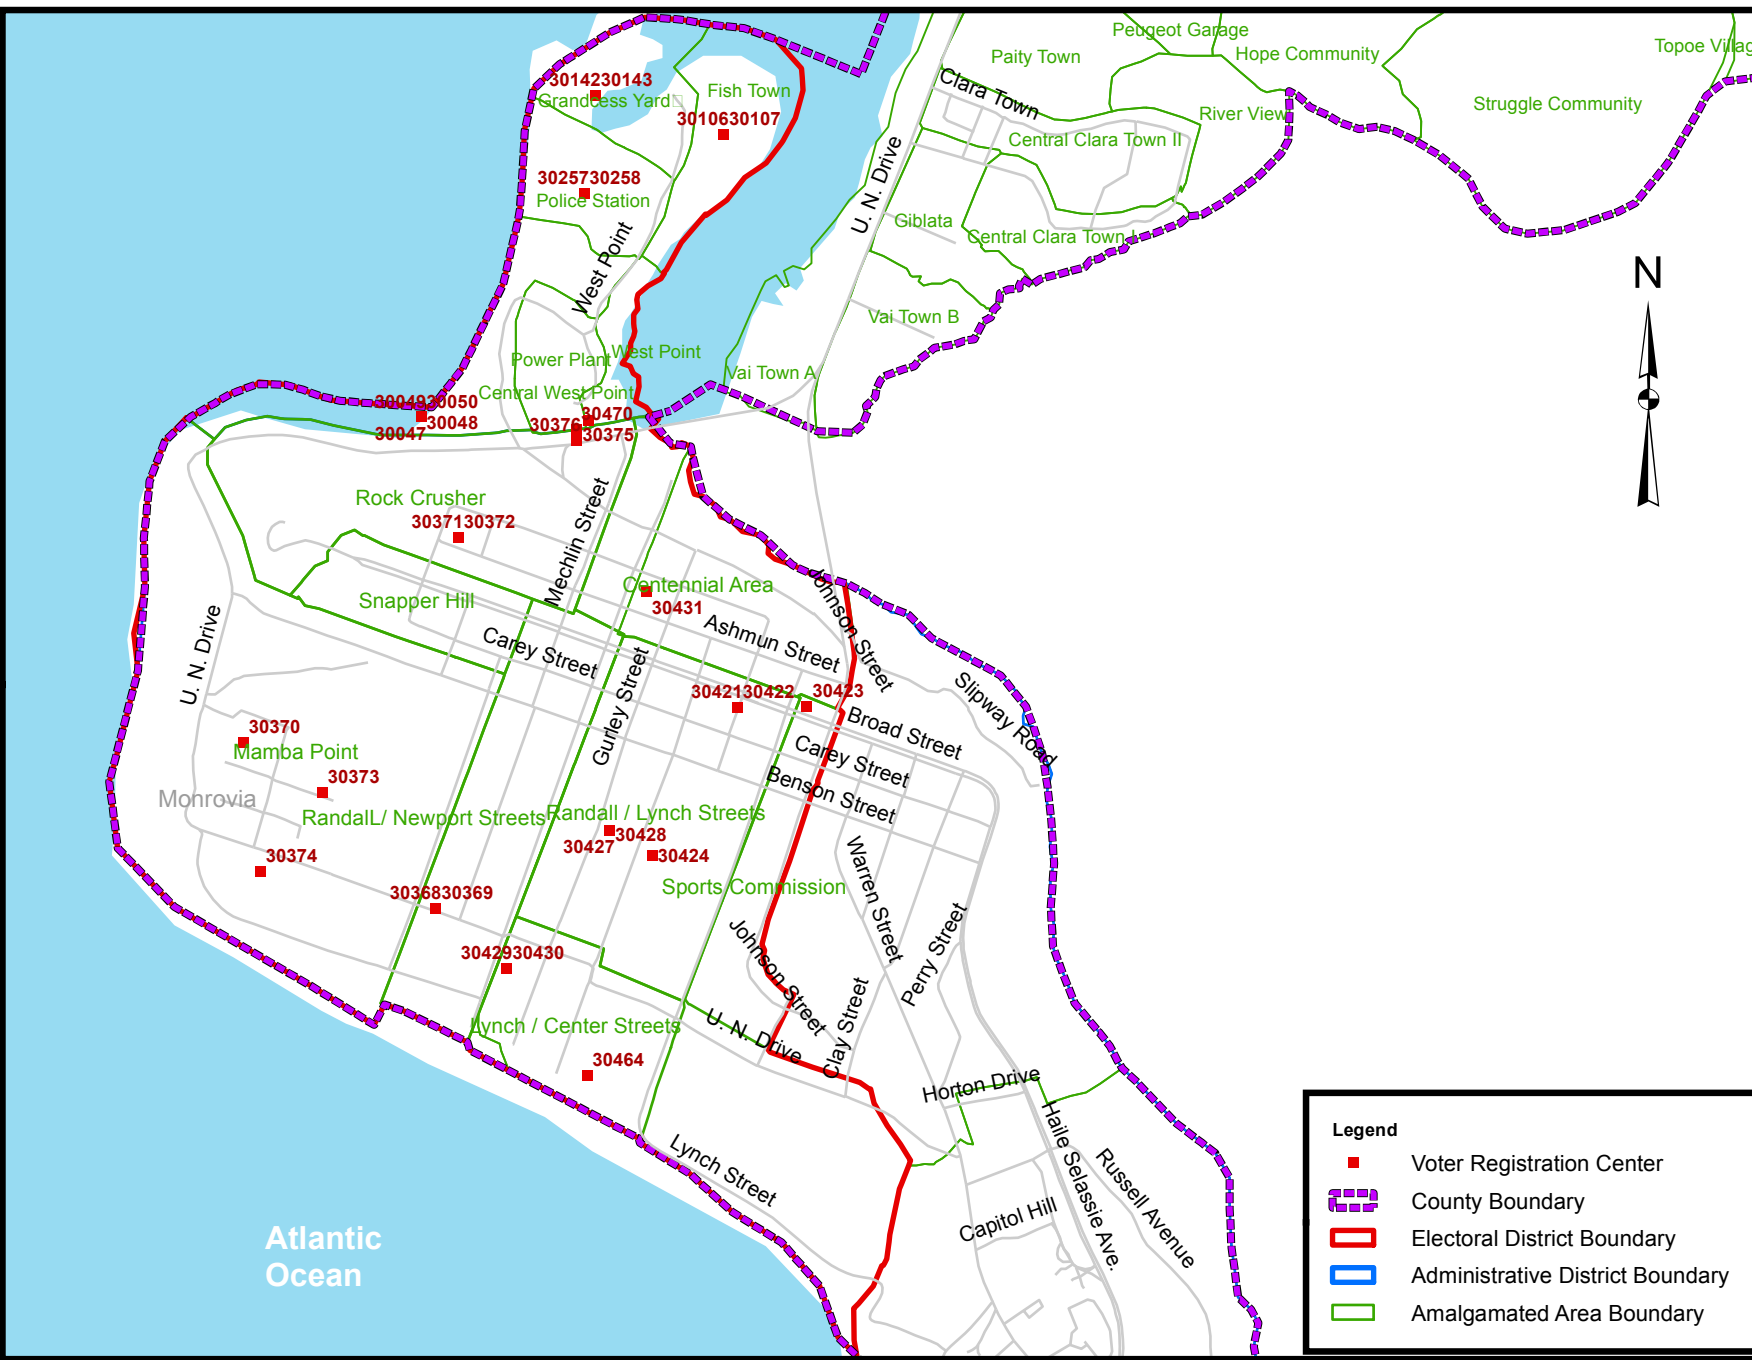 Peugeot Garage
Paity Town
Hope Community
Topoe Villag
3014230143
Grandcess Yard
Fish Town
3010630107
Clara Town
Struggle Community
River View
Central Clara Town II
U. N. Drive
3025730258
Police Station
Giblata
Central Clara Town I
West Point
N
Vai Town B
Power Plant
West Point
Vai Town A
Central West Point
3004930050
30048
30047
30470
30376
30375
Rock Crusher
3037130372
Mechlin Street
Centennial Area
30431
Snapper Hill
Johnson Street
Ashmun Street
Carey Street
U. N. Drive
Gurley Street
3042130422
30423
Slipway Road
Broad Street
30370
Mamba Point
Carey Street
30373
Benson Street
Monrovia
RandalL/ Newport Streets
Randall / Lynch Streets
30428
30427
30424
30374
Warren Street
Sports Commission
3036830369
Perry Street
3042930430
Johnson Street
Clay Street
Lynch / Center Streets
U. N. Drive
30464
Horton Drive
Haile Selassie Ave.
Lynch Street
Russell Avenue
Capitol Hill
Atlantic
Ocean
Legend
Voter Registration Center
County Boundary
Electoral District Boundary
Administrative District Boundary
Amalgamated Area Boundary